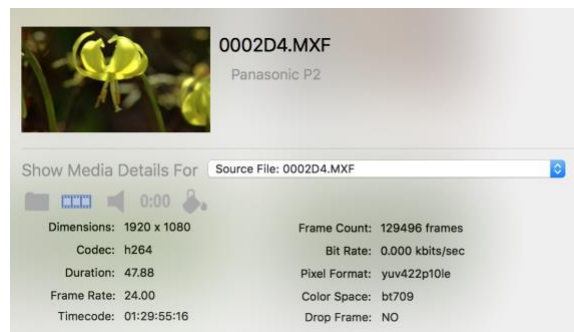 0002D4.MXF
Panasonic P2
Show Media Details For Source File: 0002D4.MXF
0:00
Dimensions: 1920 x 1080
Codec: h264
Duration: 47.88
Frame Rate: 24.00
Timecode: 01:29:55:16
Frame Count: 129496 frames
Bit Rate: 0.000 kbits/sec
Pixel Format: yuv422p10le
Color Space: bt709
Drop Frame: NO